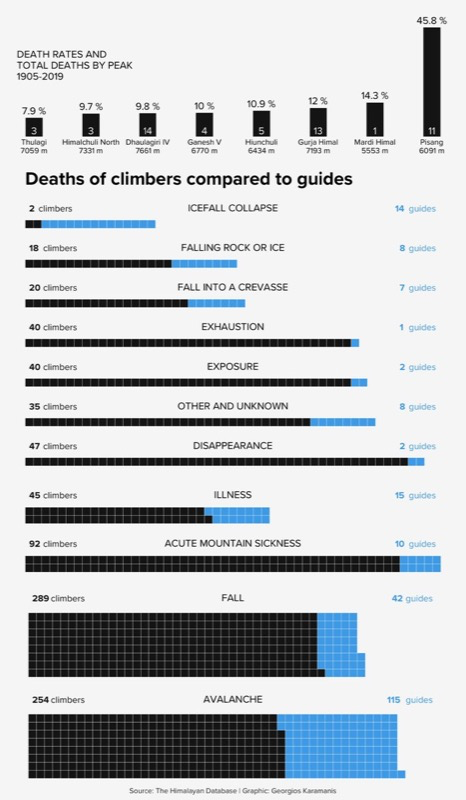 45.8 %
DEATH RATES AND
TOTAL DEATHS BY PEAK
1905-2019
7.9 % 9.7 % 9.8 % 10 % 10.9 % 12 % 14.3 %
3 3 14 4 5 13 1 11
Thulagi Himalchuli North Dhaulagiri IV Ganesh V Hiunchuli Gurja Himal Mardi Himal Pisang
7059 m 7331 m 7661 m 6770 m 6434 m 7193 m 5553 m 6091 m
Deaths of climbers compared to guides
2 climbers ICEFALL COLLAPSE 14 guides
18 climbers FALLING ROCK OR ICE 8 guides
20 climbers FALL INTO A CREVASSE 7 guides
40 climbers EXHAUSTION 1 guides
40 climbers EXPOSURE 2 guides
35 climbers OTHER AND UNKNOWN 8 guides
47 climbers DISAPPEARANCE 2 guides
45 climbers ILLNESS 15 guides
92 climbers ACUTE MOUNTAIN SICKNESS 10 guides
289 climbers FALL 42 guides
254 climbers AVALANCHE 115 guides
Source: The Himalayan Database | Graphic: Georgios Karamanis